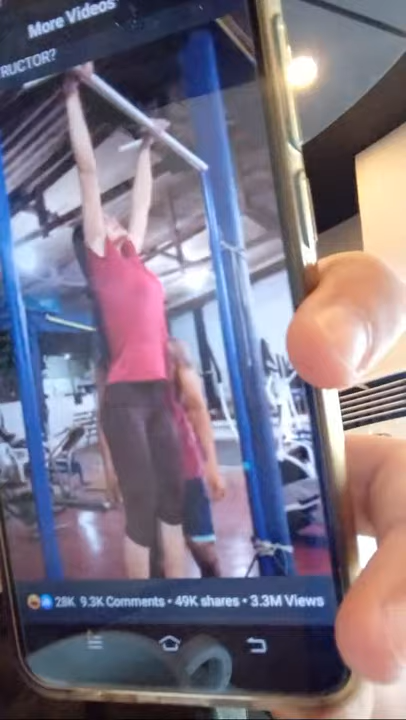 More Videos
RUCTOR?
28K 9.3K Comments • 49K shares • 3.3M Views